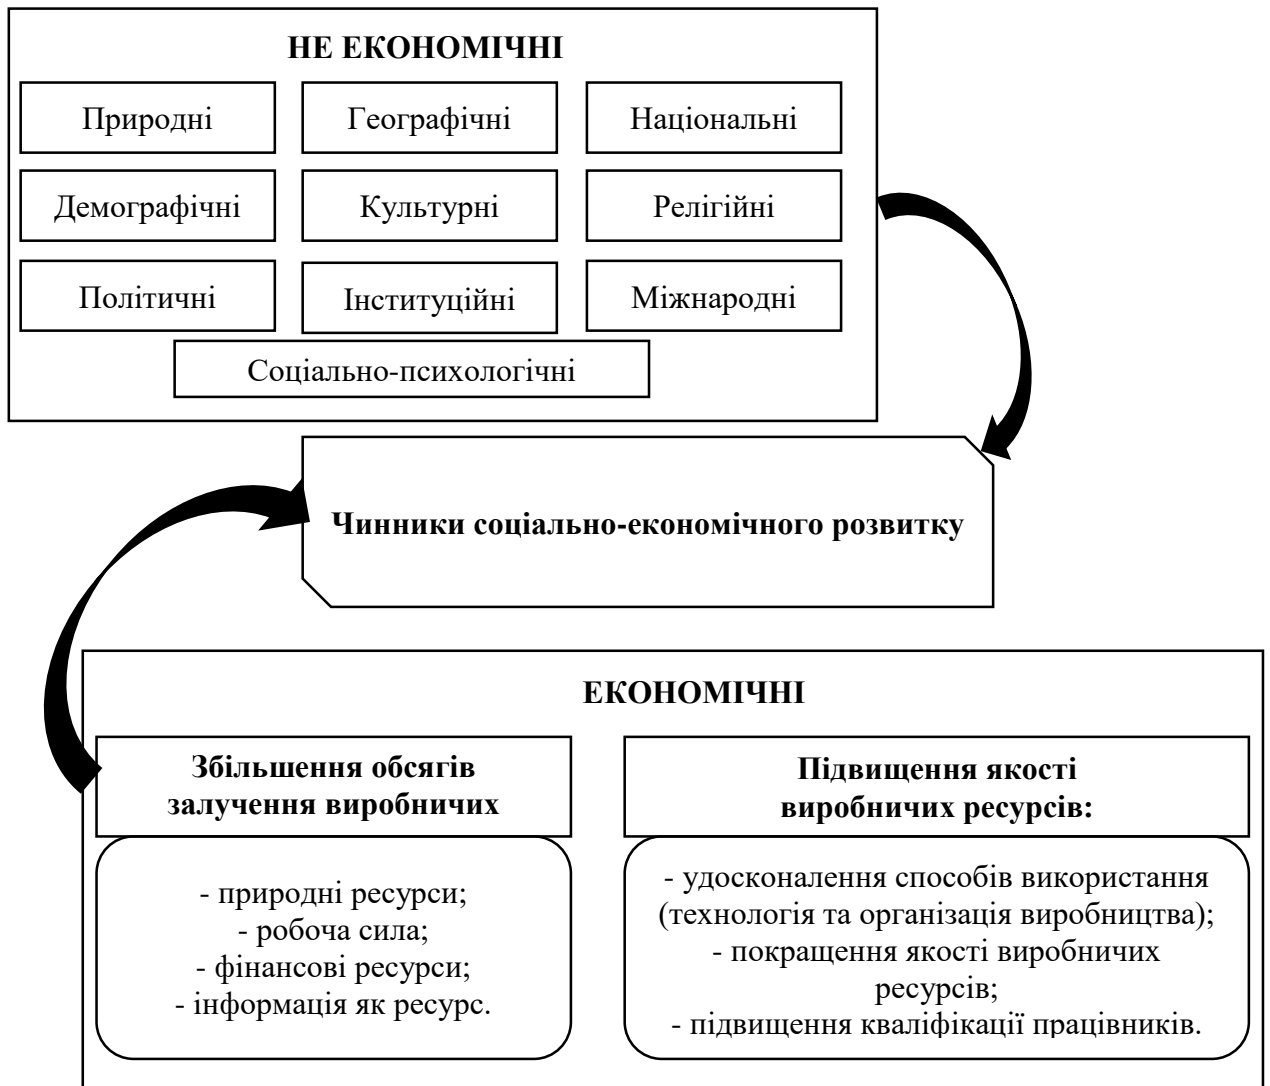 НЕ ЕКОНОМІЧНІ
Природні
Географічні
Національні
Демографічні
Культурні
Релігійні
Політичні
Інституційні
Міжнародні
Соціально-психологічні
Чинники соціально-економічного розвитку
ЕКОНОМІЧНІ
Збільшення обсягів
залучення виробничих
- природні ресурси;
- робоча сила;
- фінансові ресурси;
- інформація як ресурс.
Підвищення якості
виробничих ресурсів:
- удосконалення способів використання
(технологія та організація виробництва);
- покращення якості виробничих
ресурсів;
- підвищення кваліфікації працівників.